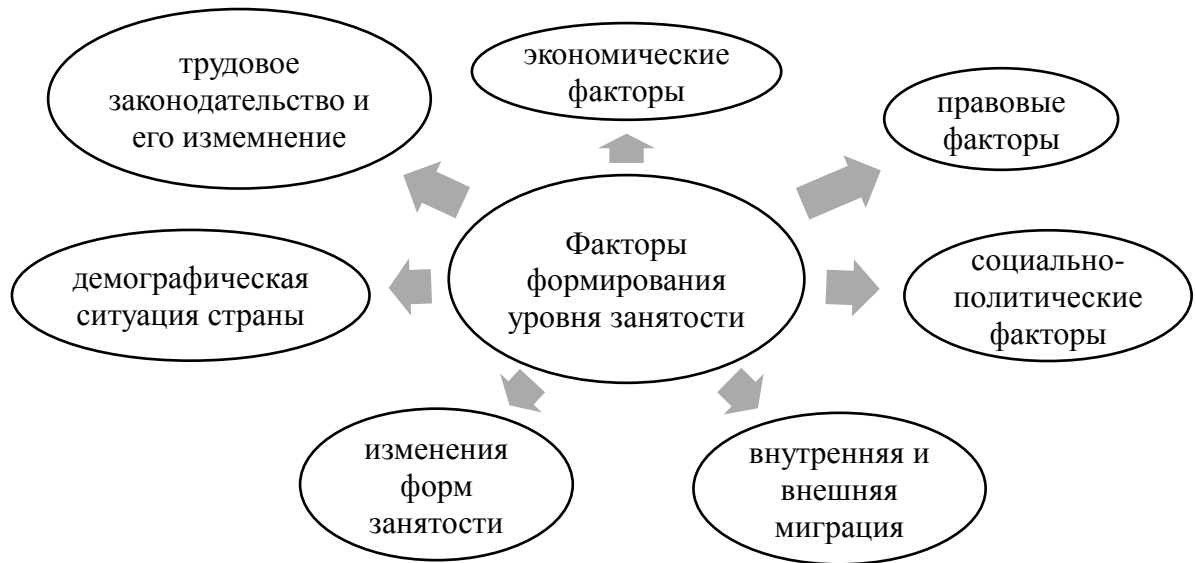 трудовое
законодательство и
его измемнение
экономические
факторы
правовые
факторы
Факторы
формирования
уровня занятости
демографическая
ситуация страны
социально-
политические
факторы
изменения
форм
занятости
внутренняя и
внешняя
миграция